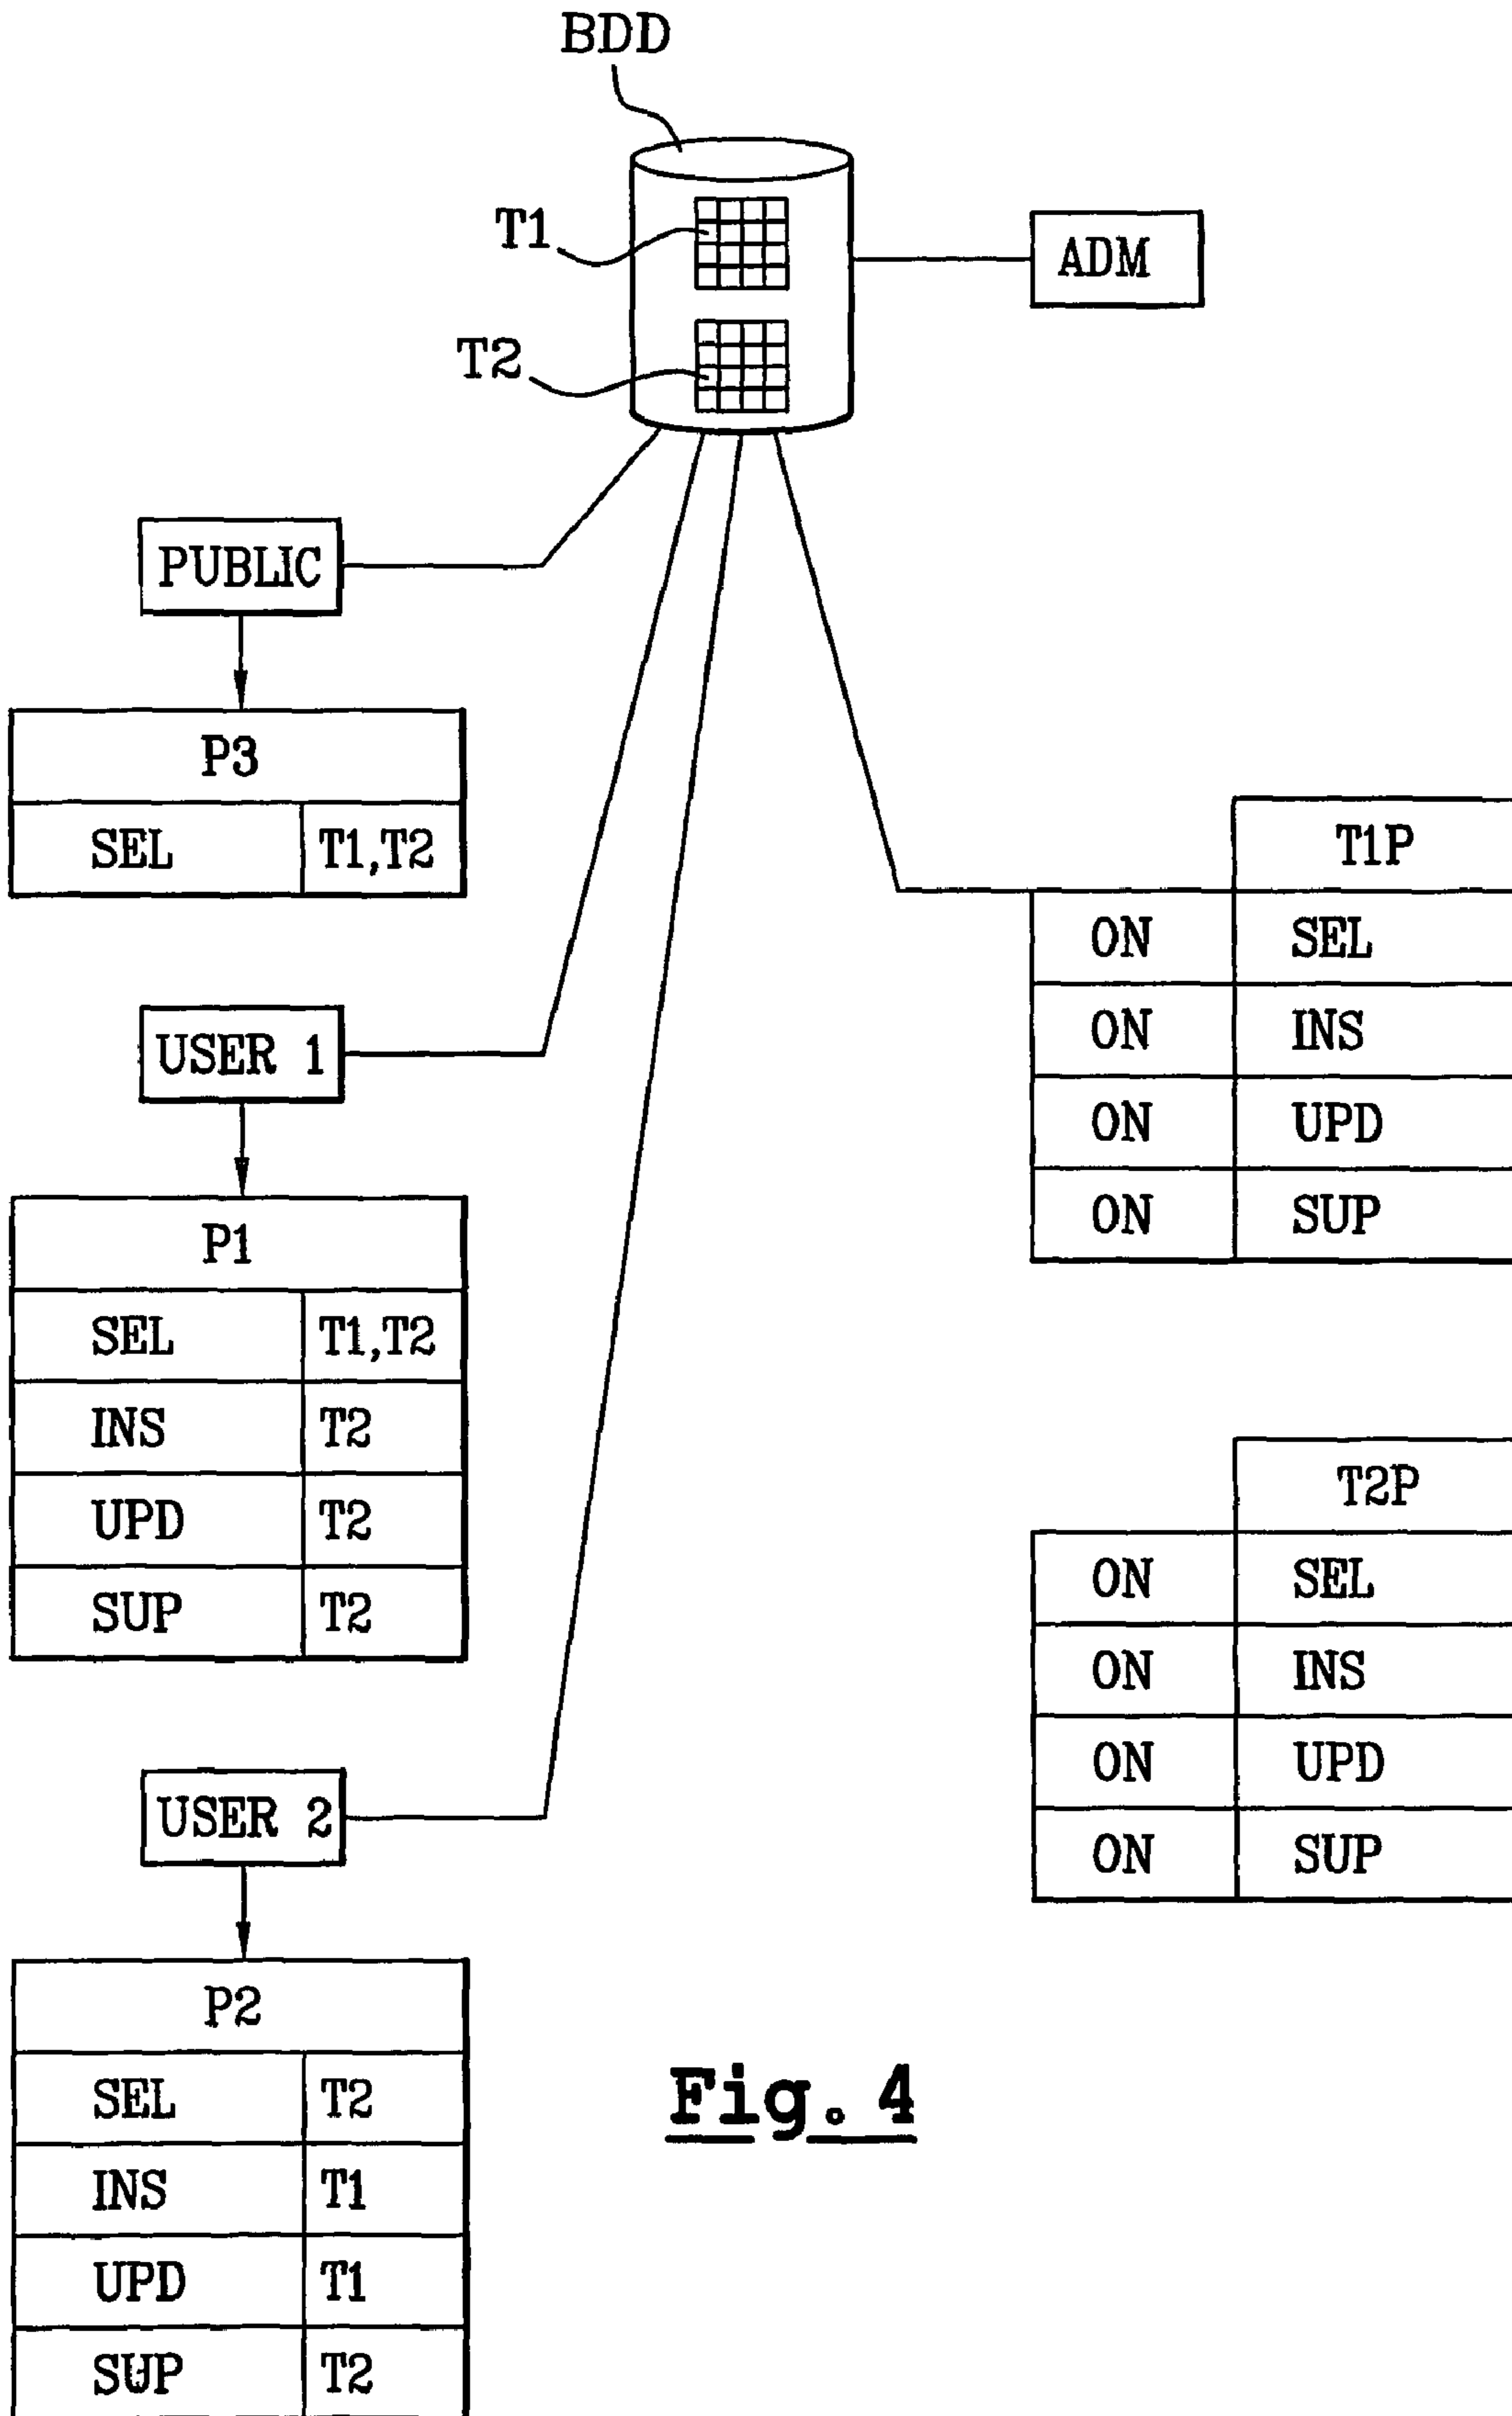 BDD
T1
T2
ADM
PUBLIC
P3
SEL T1,T2
USER 1
P1
SEL T1,T2
INS T2
UPD T2
SUP T2
USER 2
P2
SEL T2
INS T1
UPD T1
SUP T2
T1P
ON SEL
ON INS
ON UPD
ON SUP
T2P
ON SEL
ON INS
ON UPD
ON SUP
Fig. 4